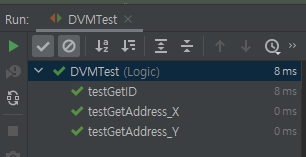 Run: DVMTest
DVMTest (Logic) 8 ms
testGetID 8 ms
testGetAddress_X 0 ms
testGetAddress_Y 0 ms